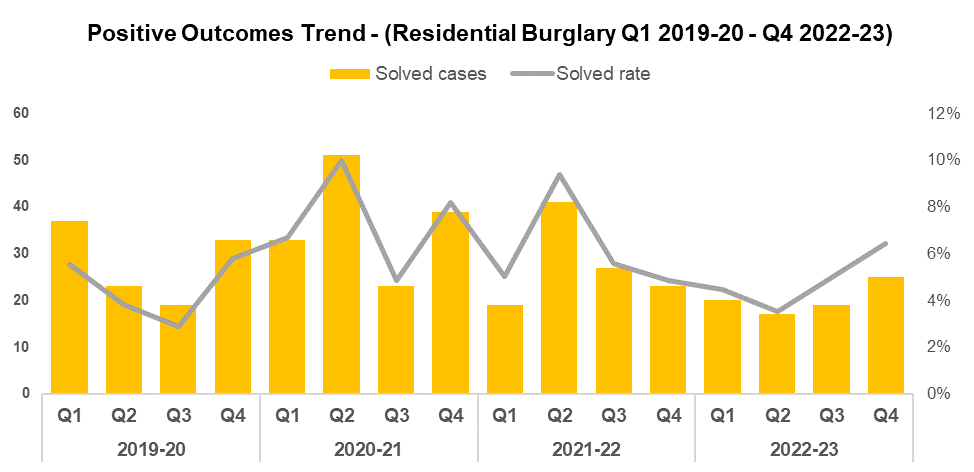 Positive Outcomes Trend - (Residential Burglary Q1 2019-20 - Q4 2022-23)
Solved cases Solved rate
60 12%
50 10%
40 8%
30 6%
20 4%
10 2%
0 0%
Q1 Q2 Q3 Q4 Q1 Q2 Q3 Q4 Q1 Q2 Q3 Q4 Q1 Q2 Q3 Q4
2019-20 2020-21 2021-22 2022-23